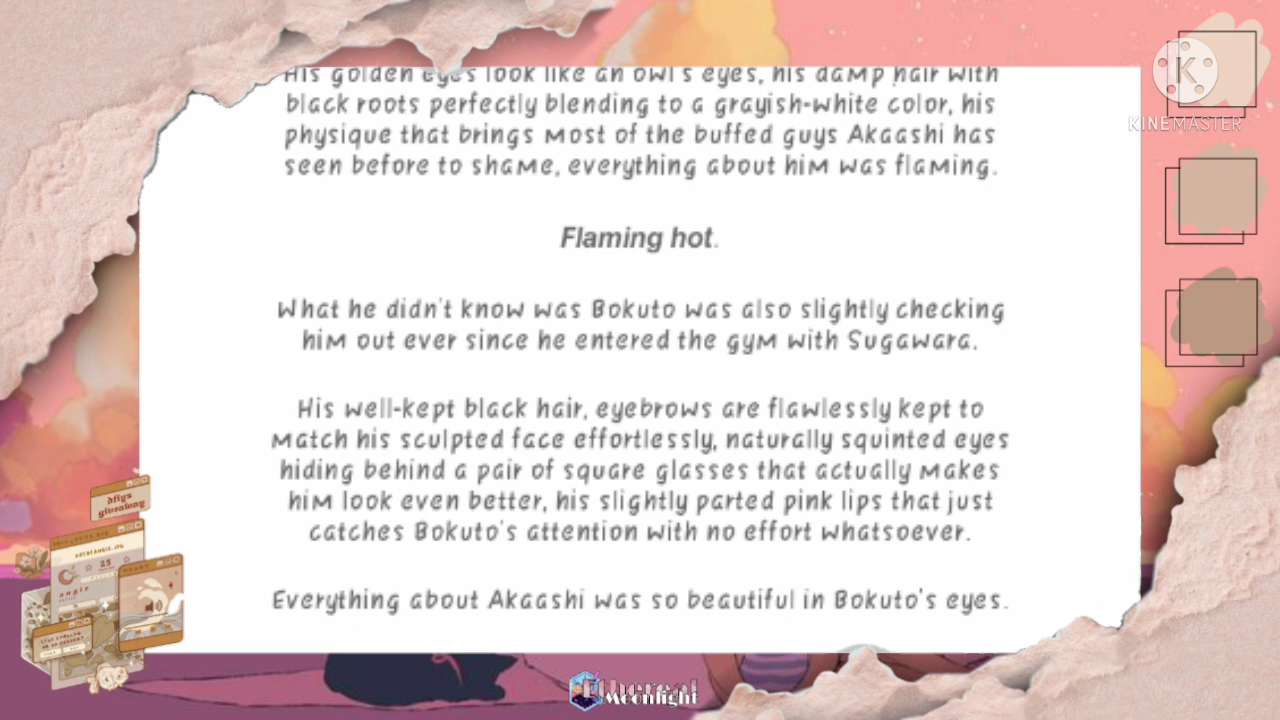 His golden eyes look like an owl's eyes, his damp hair with
black roots perfectly blending to a grayish-white color, his
physique that brings most of the buffed guys Akaashi has
seen before to shame, everything about him was flaming.
Flaming hot.
What he didn't know was Bokuto was also slightly checking
him out ever since he entered the gym with Sugawara.
His well-kept black hair, eyebrows are flawlessly kept to
match his sculpted face effortlessly, naturally squinted eyes
hiding behind a pair of square glasses that actually makes
him look even better, his slightly parted pink lips that just
catches Bokuto's attention with no effort whatsoever.
Everything about Akaashi was so beautiful in Bokuto's eyes.
K
KINEMASTER
giveaway
25
angie
Ethereal
Moonlight